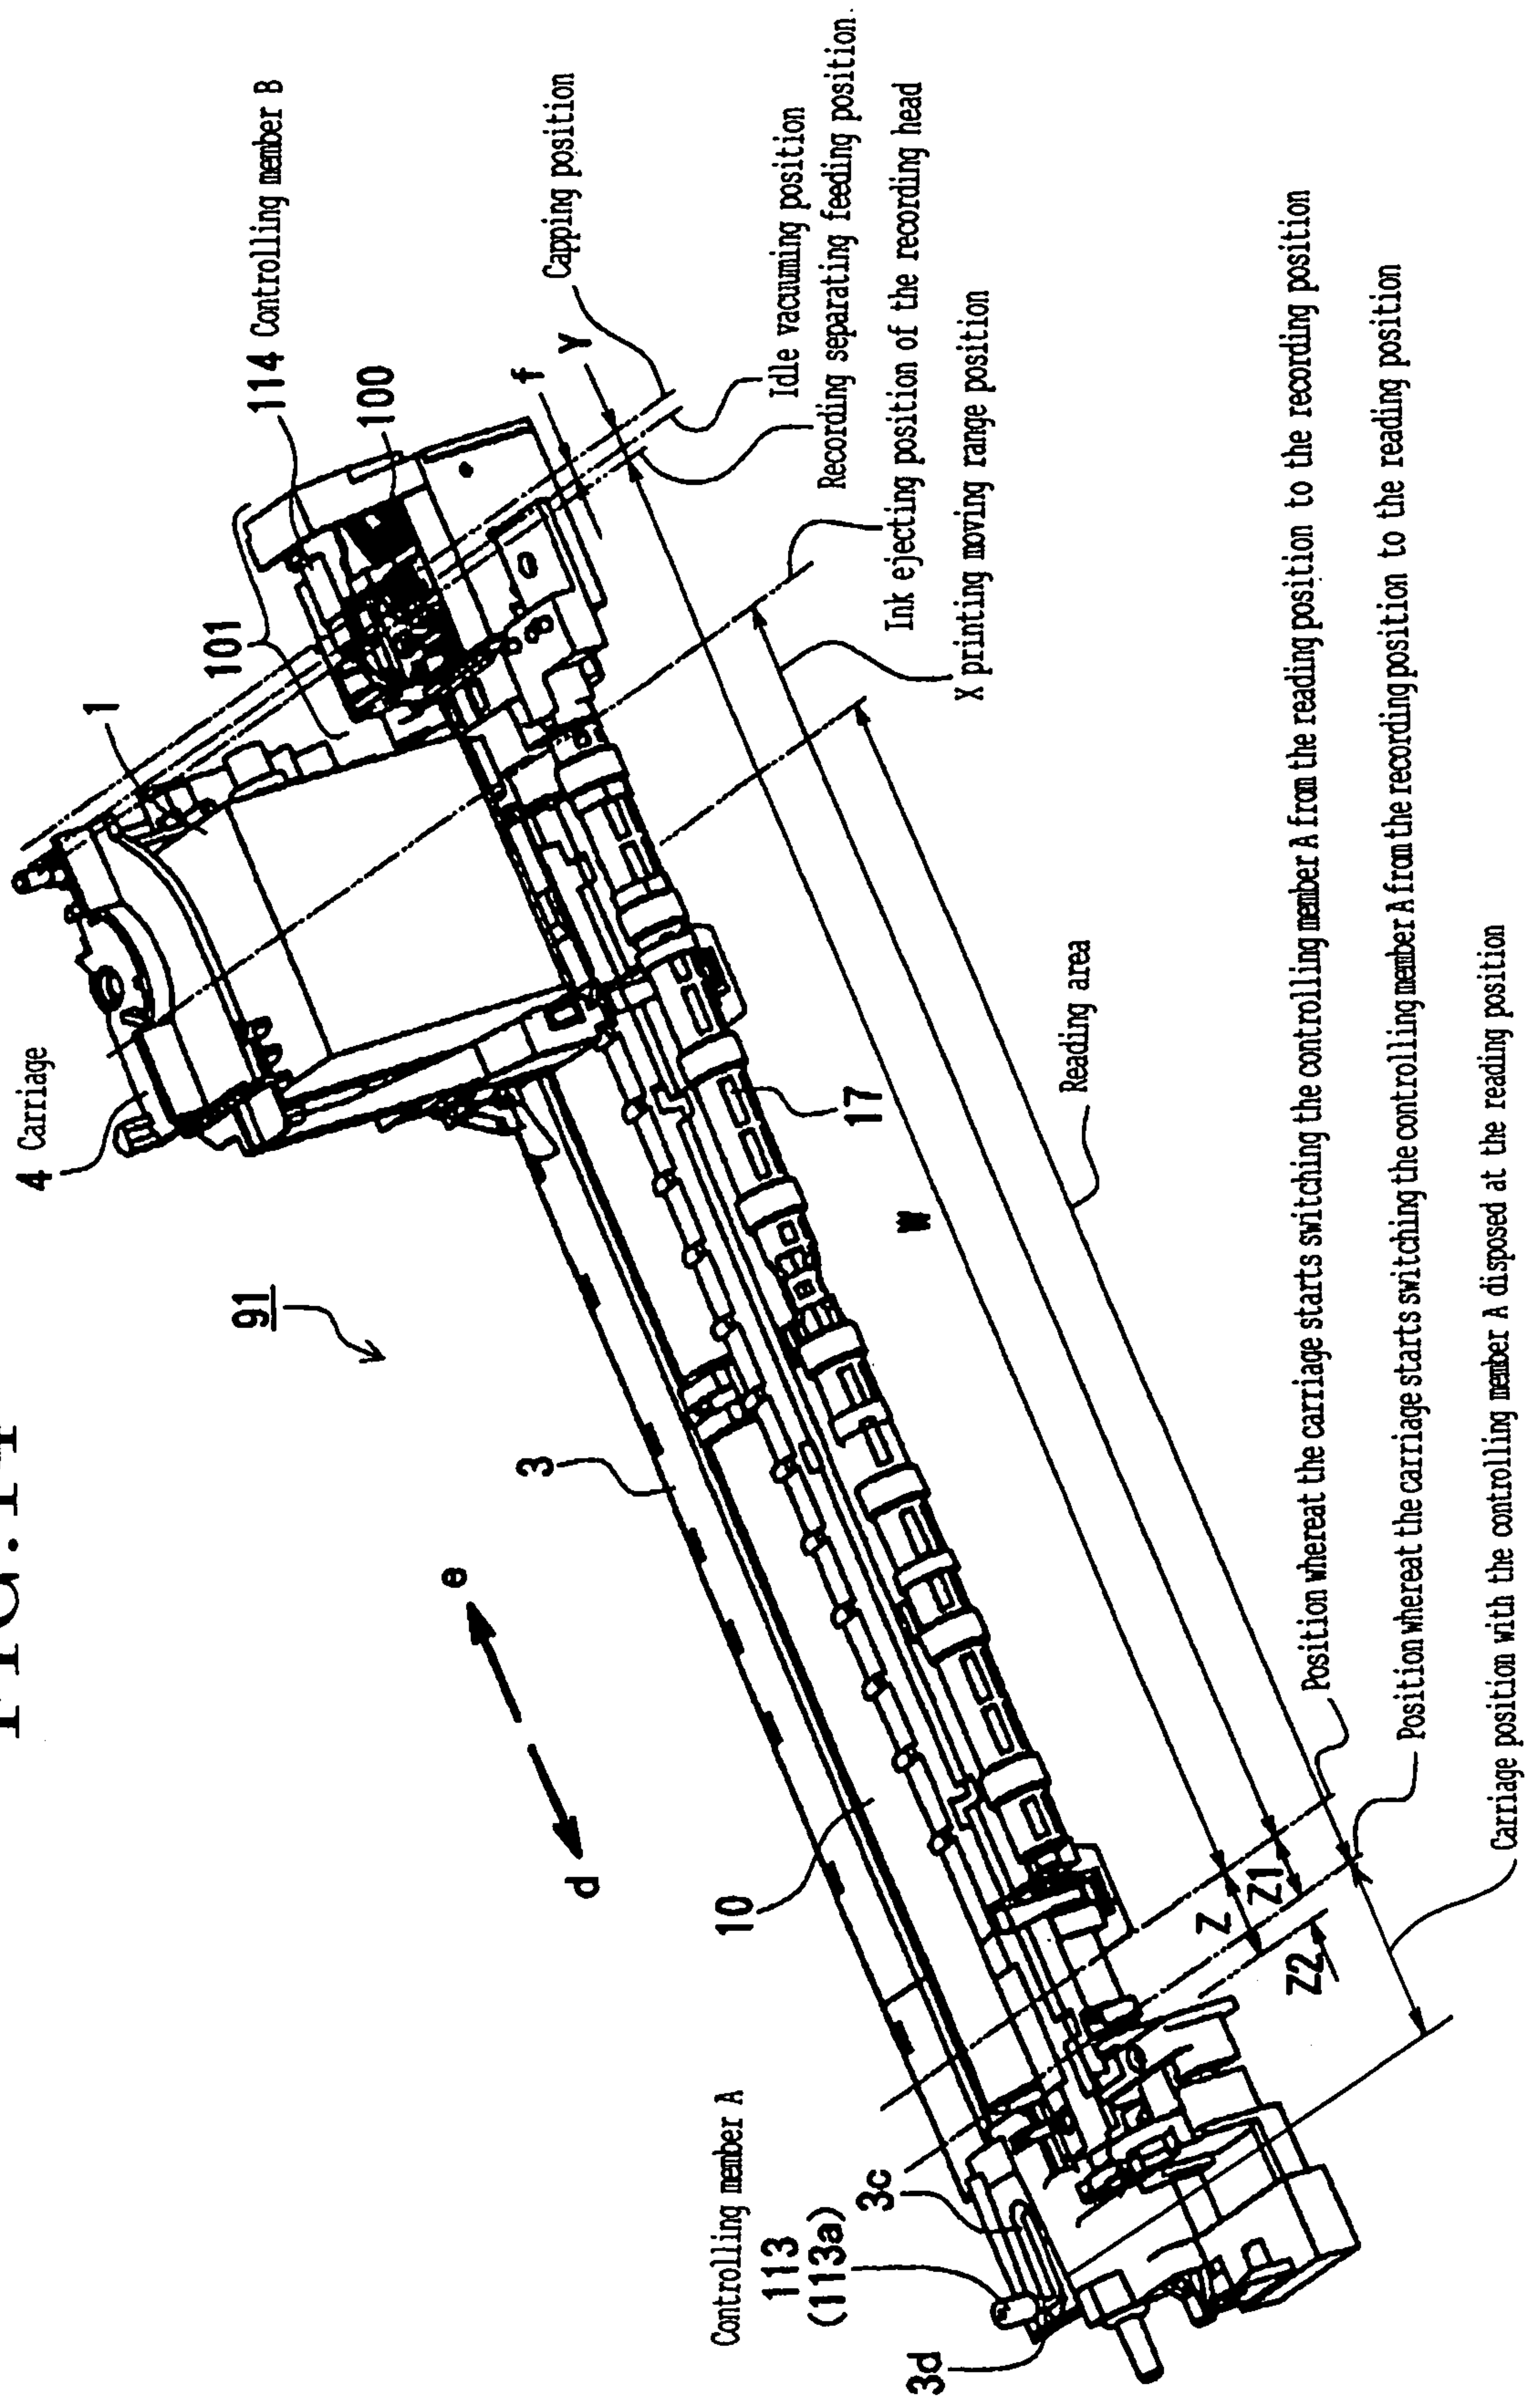 FIG. 14
4 Carriage
1
101
114 Controlling member B
100
Capping position
Y
f
Idle vacuuming position
Recording separating feeding position
Ink ejecting position of the recording head
X printing moving range position
91
3
e
d
10
17
W
Reading area
Position whereat the carriage starts switching the controlling member A from the reading position to the recording position
Position whereat the carriage starts switching the controlling member A from the recording position to the reading position
Carriage position with the controlling member A disposed at the reading position
Z
Z1
Z2
Controlling member A
113
(113a)
3c
3d